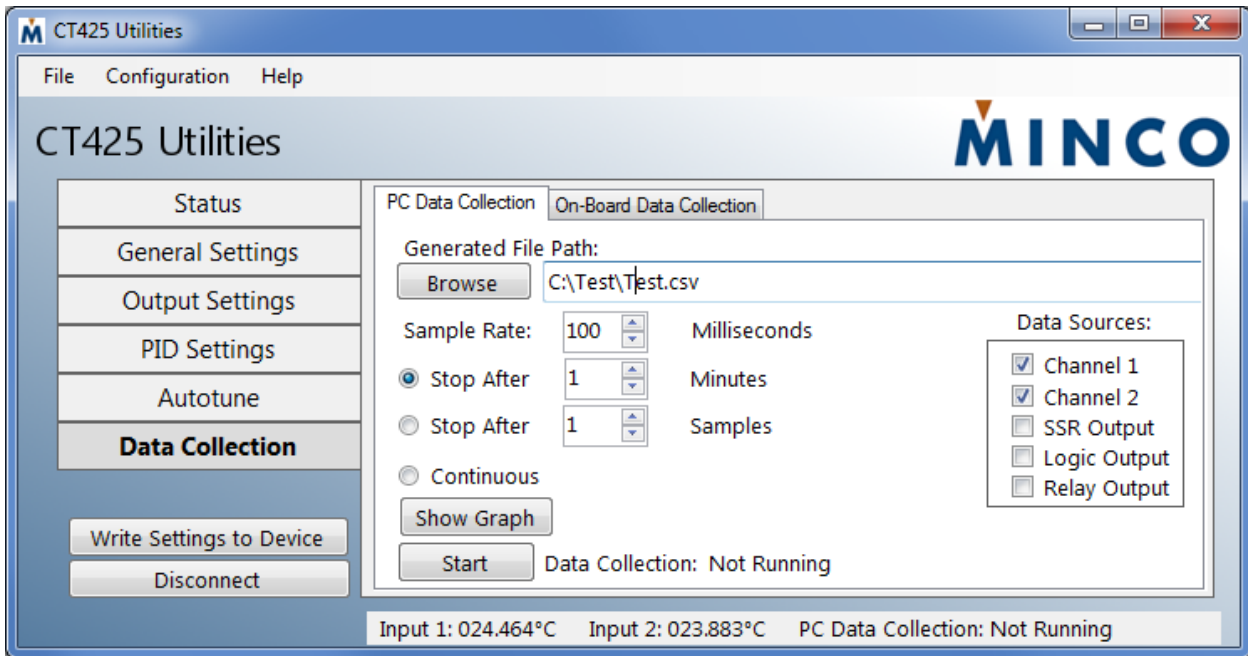 CT425 Utilities
File Configuration Help
CT425 Utilities
MINCO
Status
General Settings
Output Settings
PID Settings
Autotune
Data Collection
Write Settings to Device
Disconnect
PC Data Collection
On-Board Data Collection
Generated File Path:
Browse C:\Test\Test.csv
Sample Rate: 100 Milliseconds
Stop After 1 Minutes
Stop After 1 Samples
Continuous
Show Graph
Start Data Collection: Not Running
Data Sources:
Channel 1
Channel 2
SSR Output
Logic Output
Relay Output
Input 1: 024.464°C Input 2: 023.883°C PC Data Collection: Not Running